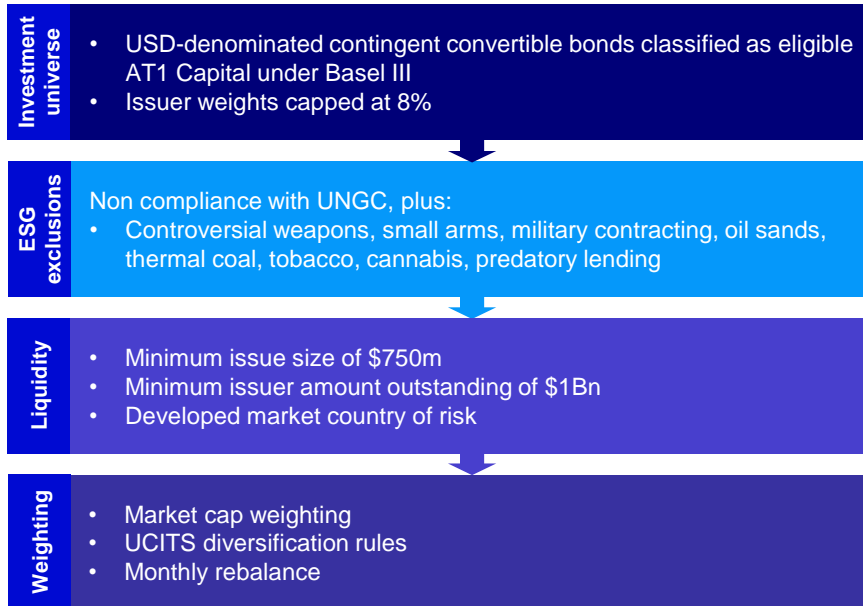 Investment
universe
• USD-denominated contingent convertible bonds classified as eligible
AT1 Capital under Basel III
• Issuer weights capped at 8%
ESG
exclusions
Non compliance with UNGC, plus:
• Controversial weapons, small arms, military contracting, oil sands,
thermal coal, tobacco, cannabis, predatory lending
Liquidity
• Minimum issue size of $750m
• Minimum issuer amount outstanding of $1Bn
• Developed market country of risk
Weighting
• Market cap weighting
• UCITS diversification rules
• Monthly rebalance